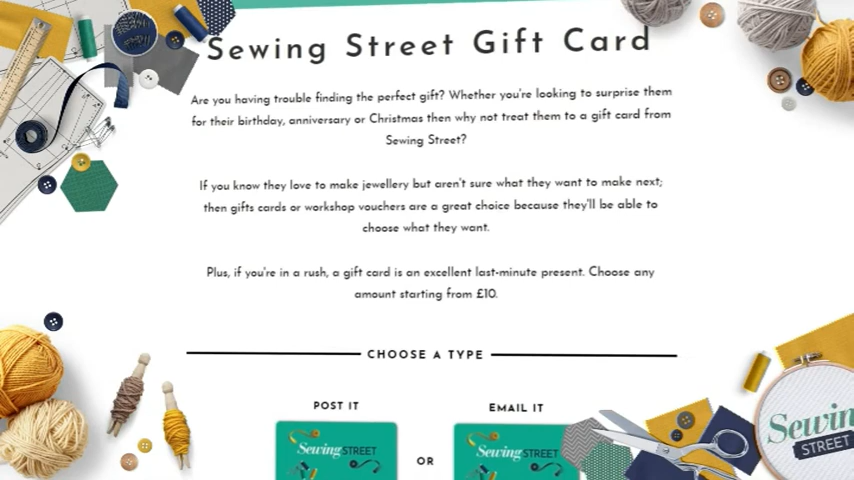 Sewing Street Gift Card
Are you having trouble finding the perfect gift? Whether you're looking to surprise them
for their birthday, anniversary or Christmas then why not treat them to a gift card from
Sewing Street?
If you know they love to make jewellery but aren't sure what they want to make next;
then gifts cards or workshop vouchers are a great choice because they'll be able to
choose what they want.
Plus, if you're in a rush, a gift card is an excellent last-minute present. Choose any
amount starting from £10.
CHOOSE A TYPE
POST IT
EMAIL IT
Sewing STREET
OR
Sewing STREET
Sewin
STREET